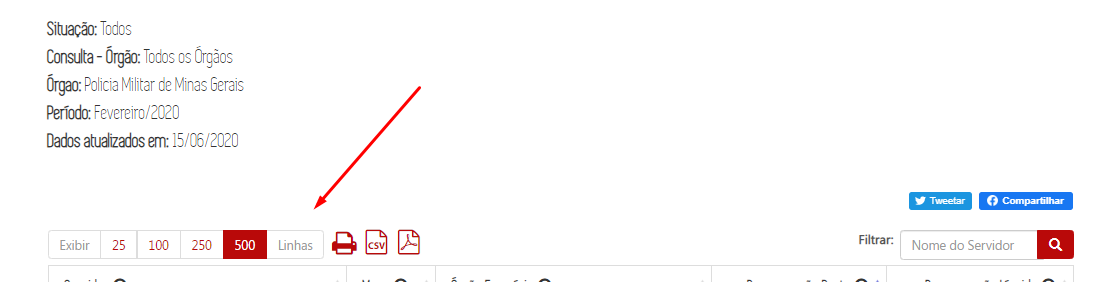 Situação: Todos
Consulta - Órgão: Todos os Órgãos
Órgao: Policia Militar de Minas Gerais
Período: Fevereiro/2020
Dados atualizados em: 15/06/2020
Tweetar Compartilhar
Exibir 25 100 250 500 Linhas CSV Filtrar: Nome do Servidor